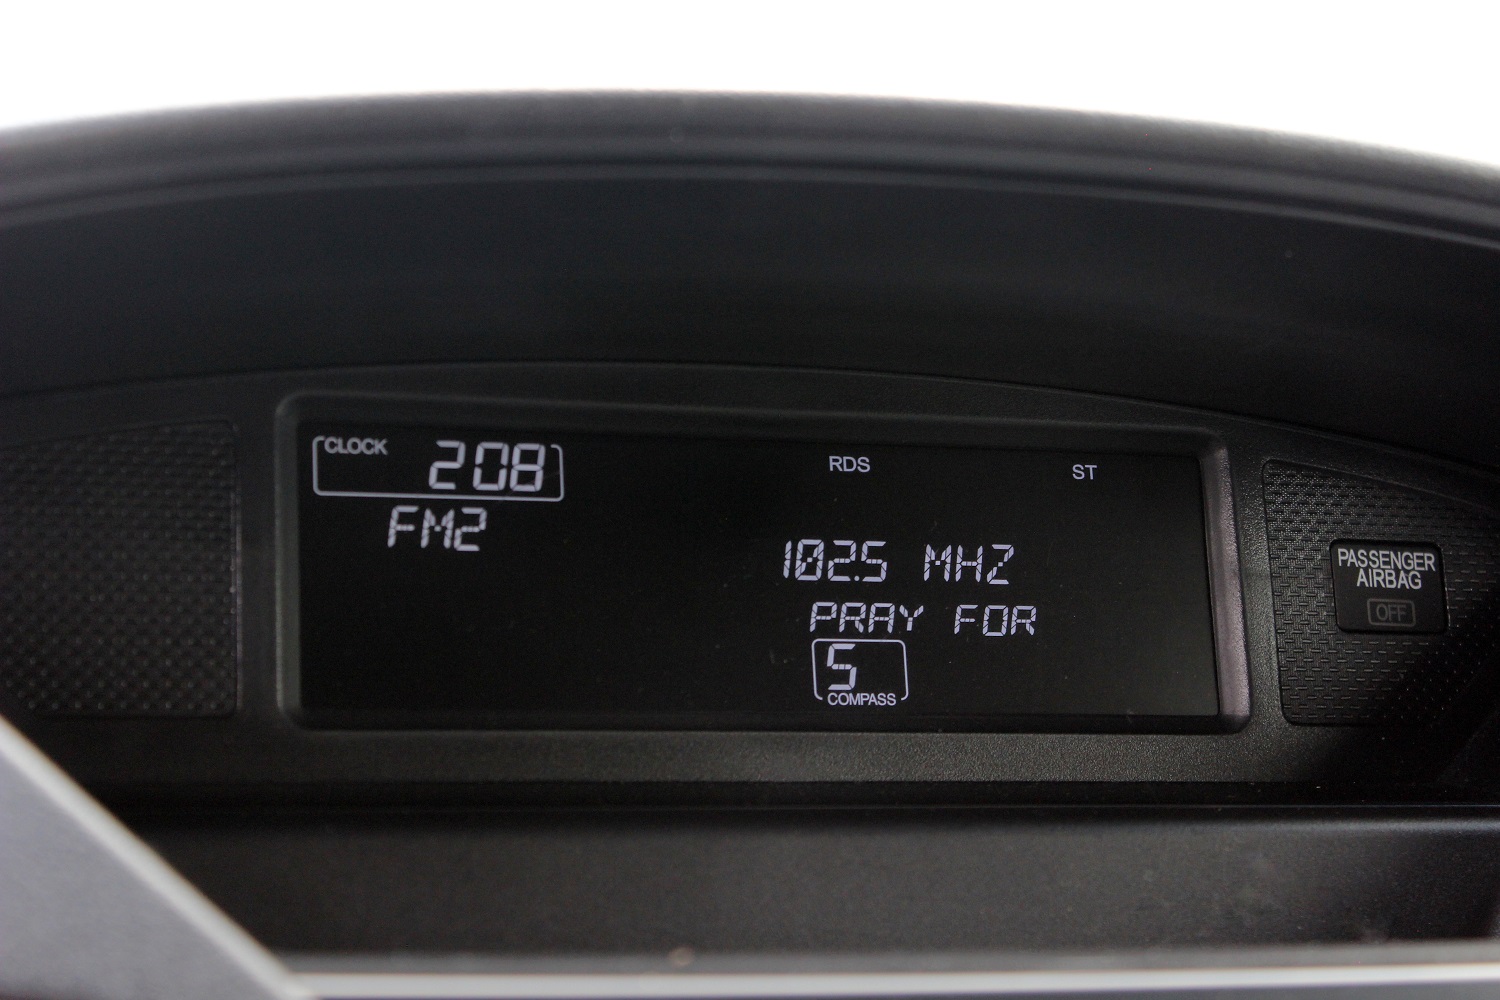 CLOCK 208
RDS
ST
FM2
102.5 MHZ
PRAY FOR
S
COMPASS
PASSENGER
AIRBAG
OFF